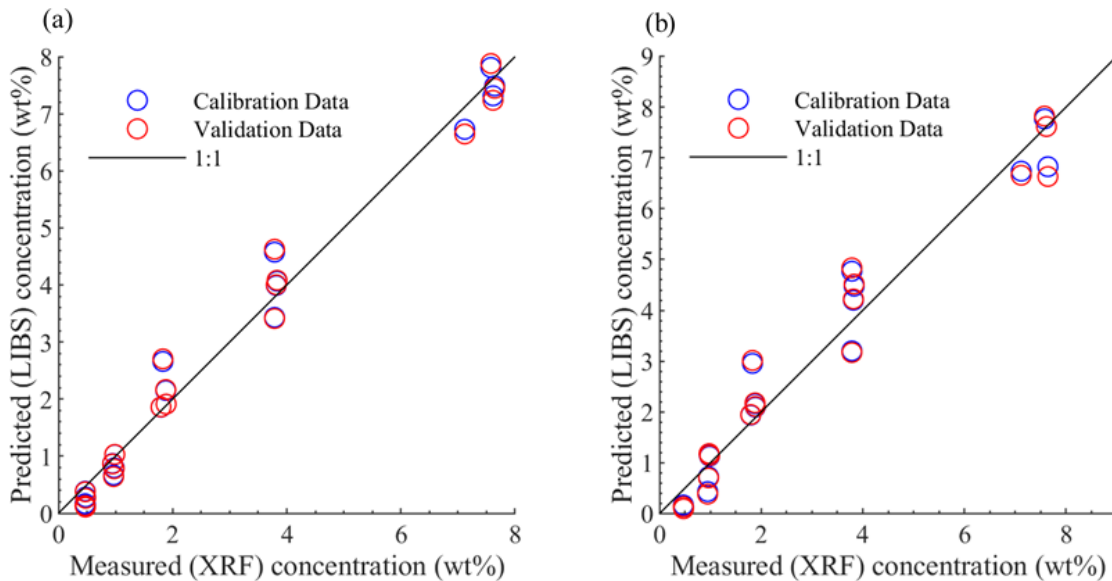 (a)
Predicted (LIBS) concentration (wt%)
8
7
6
5
4
3
2
1
0
Calibration Data
Validation Data
1:1
0 2 4 6 8
Measured (XRF) concentration (wt%)
(b)
Predicted (LIBS) concentration (wt%)
9
8
7
6
5
4
3
2
1
0
Calibration Data
Validation Data
1:1
0 2 4 6 8
Measured (XRF) concentration (wt%)